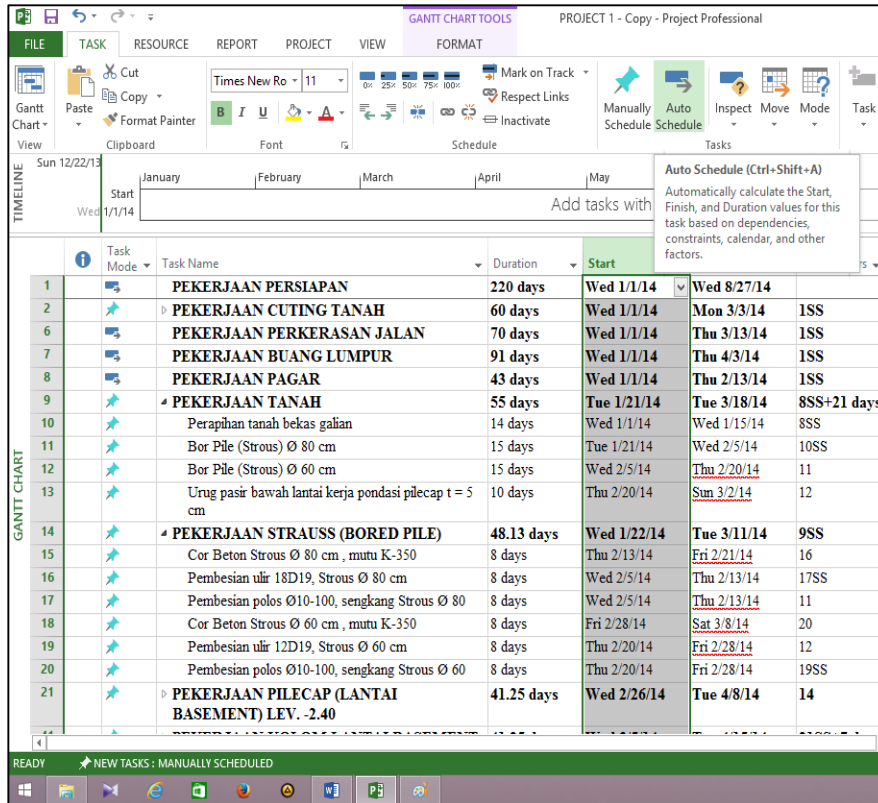 GANTT CHART TOOLS PROJECT 1 - Copy - Project Professional
FILE TASK RESOURCE REPORT PROJECT VIEW FORMAT
Gantt Chart
View
Paste
Cut
Copy
Format Painter
Clipboard
Times New Ro 11
B I U A
Font
0% 25% 50% 75% 100%
Mark on Track
Respect Links
Inactivate
Schedule
Manually Schedule
Auto Schedule
Inspect Move Mode
Tasks
Task
TIMELINE
Sun 12/22/13
January February March April May
Start
Wed 1/1/14
Add tasks with
Auto Schedule (Ctrl+Shift+A)
Automatically calculate the Start,
Finish, and Duration values for this
task based on dependencies,
constraints, calendar, and other
factors.
GANTT CHART
Task Mode Task Name Duration Start
1 PEKERJAAN PERSIAPAN 220 days Wed 1/1/14 Wed 8/27/14
2 PEKERJAAN CUTING TANAH 60 days Wed 1/1/14 Mon 3/3/14 1SS
6 PEKERJAAN PERKERASAN JALAN 70 days Wed 1/1/14 Thu 3/13/14 1SS
7 PEKERJAAN BUANG LUMPUR 91 days Wed 1/1/14 Thu 4/3/14 1SS
8 PEKERJAAN PAGAR 43 days Wed 1/1/14 Thu 2/13/14 1SS
9 PEKERJAAN TANAH 55 days Tue 1/21/14 Tue 3/18/14 8SS+21 days
10 Perapihan tanah bekas galian 14 days Wed 1/1/14 Wed 1/15/14 8SS
11 Bor Pile (Strous) Ø 80 cm 15 days Tue 1/21/14 Wed 2/5/14 10SS
12 Bor Pile (Strous) Ø 60 cm 15 days Wed 2/5/14 Thu 2/20/14 11
13 Urug pasir bawah lantai kerja pondasi pilecap t = 5 10 days Thu 2/20/14 Sun 3/2/14 12
cm
14 PEKERJAAN STRAUSS (BORED PILE) 48.13 days Wed 1/22/14 Tue 3/11/14 9SS
15 Cor Beton Strous Ø 80 cm , mutu K-350 8 days Thu 2/13/14 Fri 2/21/14 16
16 Pembesian ulir 18D19, Strous Ø 80 cm 8 days Wed 2/5/14 Thu 2/13/14 17SS
17 Pembesian polos Ø10-100, sengkang Strous Ø 80 8 days Wed 2/5/14 Thu 2/13/14 11
18 Cor Beton Strous Ø 60 cm , mutu K-350 8 days Fri 2/28/14 Sat 3/8/14 20
19 Pembesian ulir 12D19, Strous Ø 60 cm 8 days Thu 2/20/14 Fri 2/28/14 12
20 Pembesian polos Ø10-100, sengkang Strous Ø 60 8 days Thu 2/20/14 Fri 2/28/14 19SS
21 PEKERJAAN PILECAP (LANTAI 41.25 days Wed 2/26/14 Tue 4/8/14 14
BASEMENT) LEV. -2.40
READY NEW TASKS : MANUALLY SCHEDULED